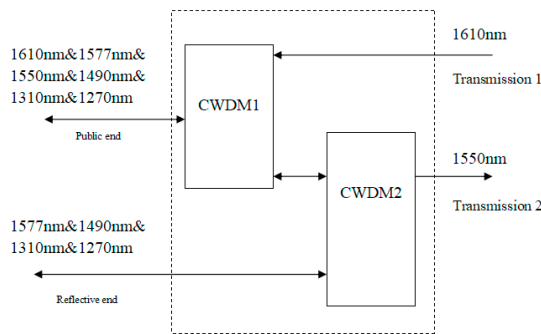 1610nm&1577nm&
1550nm&1490nm&
1310nm&1270nm
Public end
CWDM1
1610nm
Transmission 1
1550nm
Transmission 2
CWDM2
1577nm&1490nm&
1310nm&1270nm
Reflective end